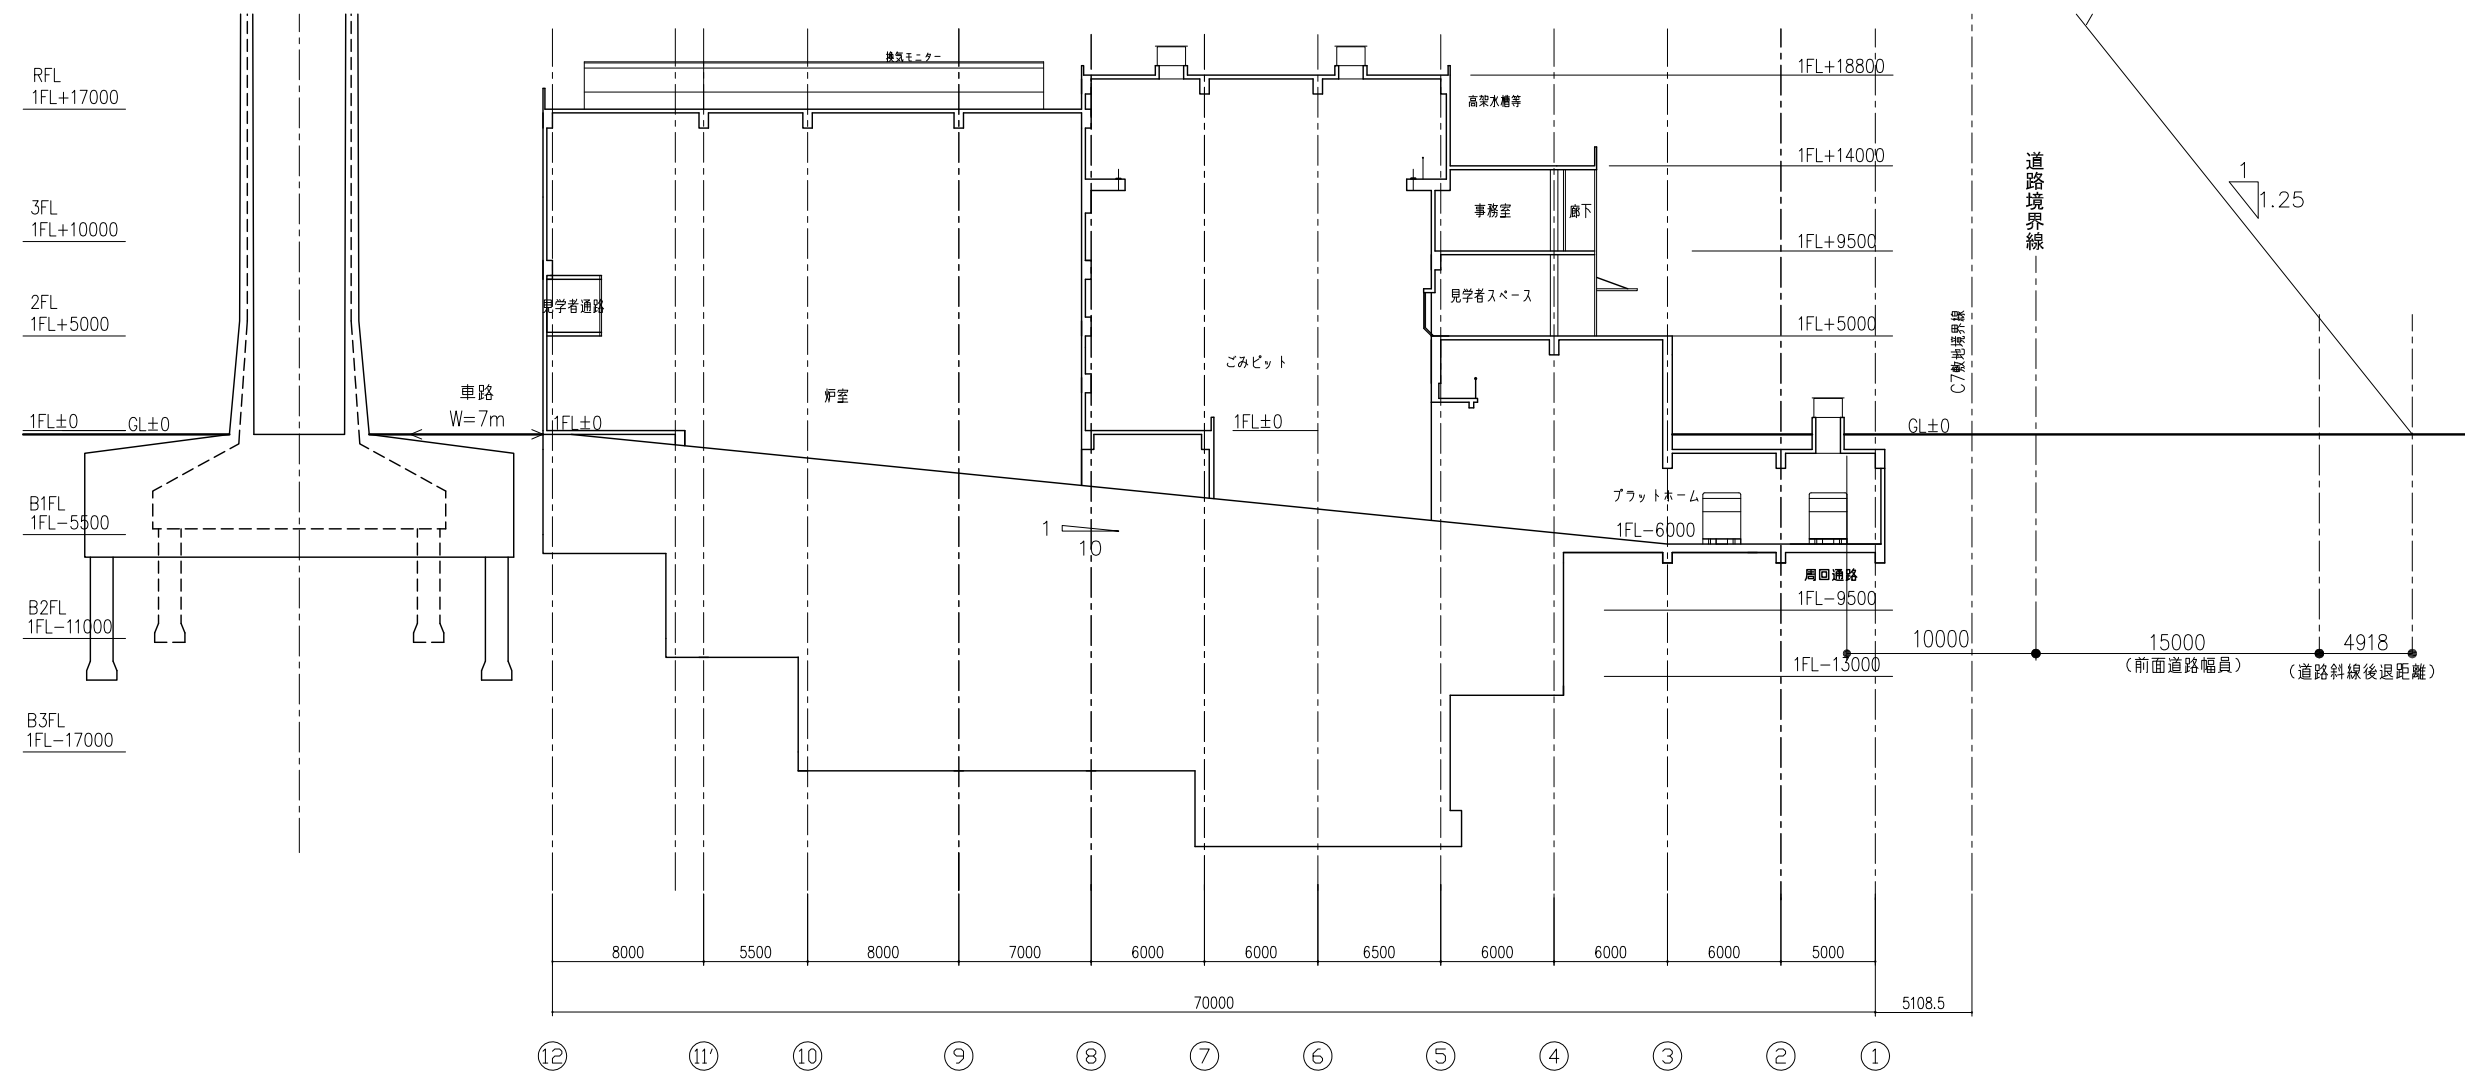 換気モニター
RFL
1FL+17000
1FL+18800
高架水槽等
1FL+14000
道路境界線
1
1.25
3FL
1FL+10000
事務室
廊下
1FL+9500
2FL
1FL+5000
見学者通路
見学者スペース
1FL+5000
C7敷地境界線
ごみピット
炉室
車路
W=7m
1FL±0
GL±0
1FL±0
1FL±0
GL±0
B1FL
1FL-5500
1
10
プラットホーム
1FL-6000
周回通路
1FL-9500
B2FL
1FL-11000
10000
15000
(前面道路幅員)
4918
(道路斜線後退距離)
1FL-13000
B3FL
1FL-17000
8000
5500
8000
7000
6000
6000
6500
6000
6000
6000
5000
70000
5108.5
12
11'
10
9
8
7
6
5
4
3
2
1